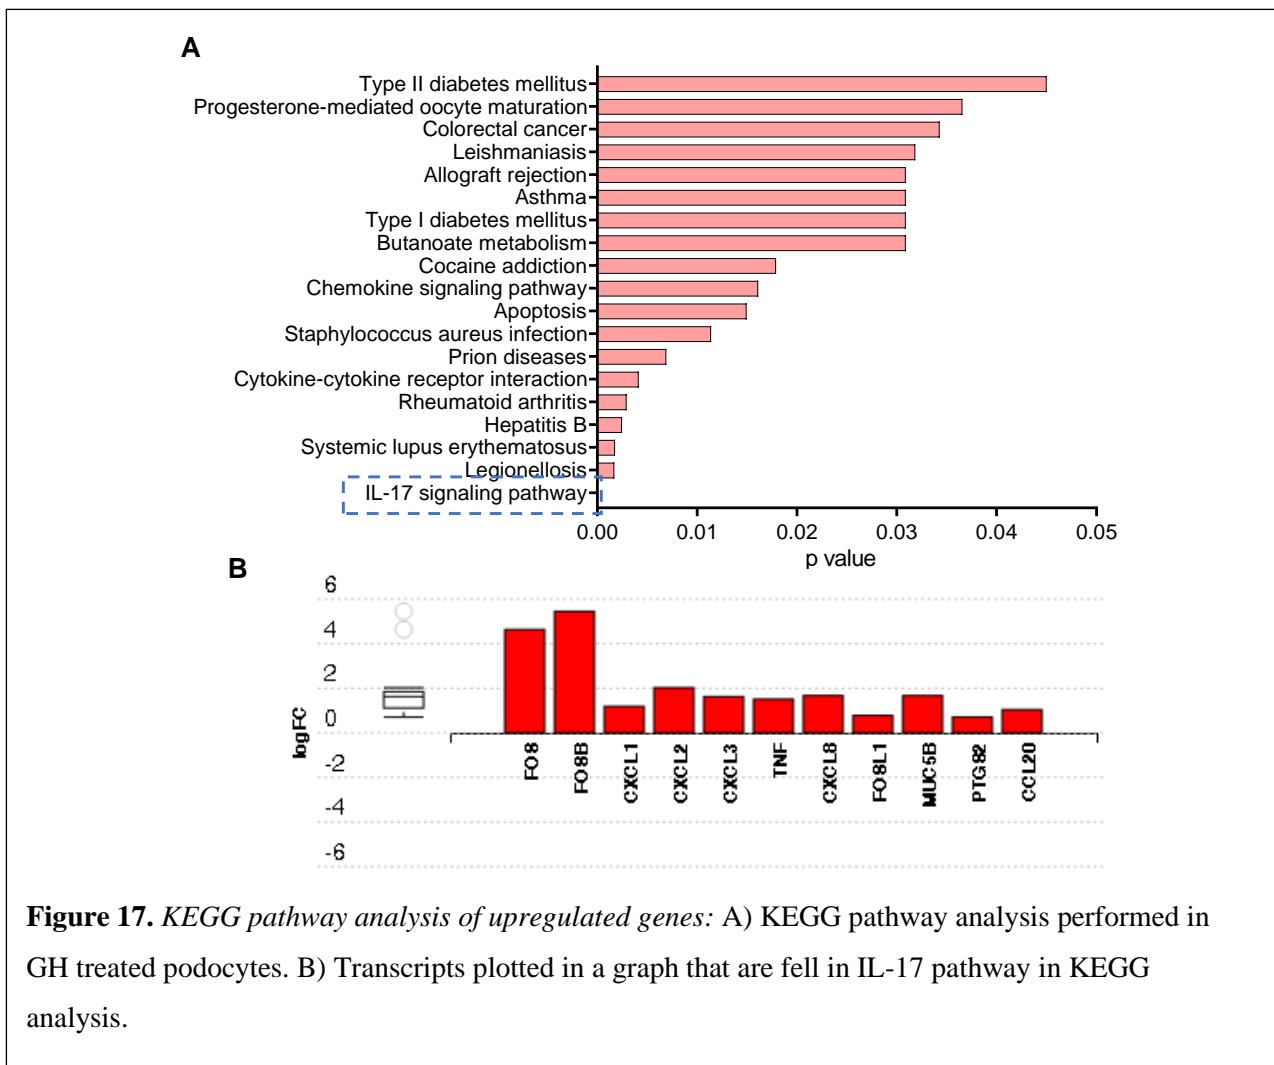 A
Type II diabetes mellitus
Progesterone-mediated oocyte maturation
Colorectal cancer
Leishmaniasis
Allograft rejection
Asthma
Type I diabetes mellitus
Butanoate metabolism
Cocaine addiction
Chemokine signaling pathway
Apoptosis
Staphylococcus aureus infection
Prion diseases
Cytokine-cytokine receptor interaction
Rheumatoid arthritis
Hepatitis B
Systemic lupus erythematosus
Legionellosis
IL-17 signaling pathway
0.00 0.01 0.02 0.03 0.04 0.05
p value
B
6
4
2
0
-2
-4
-6
logFC
FO8
FO8B
CXCL1
CXCL2
CXCL3
TNF
CXCL8
FO8L1
MUC5B
PTG82
CCL20
Figure 17. KEGG pathway analysis of upregulated genes: A) KEGG pathway analysis performed in
GH treated podocytes. B) Transcripts plotted in a graph that are fell in IL-17 pathway in KEGG
analysis.